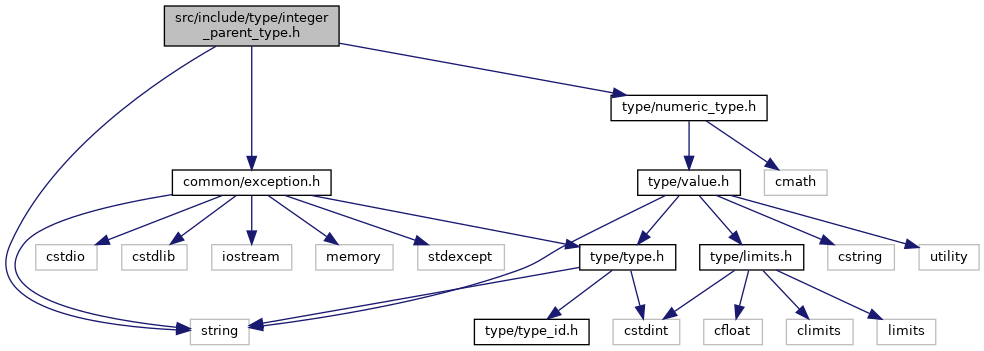 src/include/type/integer
_parent_type.h
type/numeric_type.h
common/exception.h
type/value.h
cmath
cstdio
cstdlib
iostream
memory
stdexcept
type/type.h
type/limits.h
cstring
utility
string
type/type_id.h
cstdint
cfloat
climits
limits